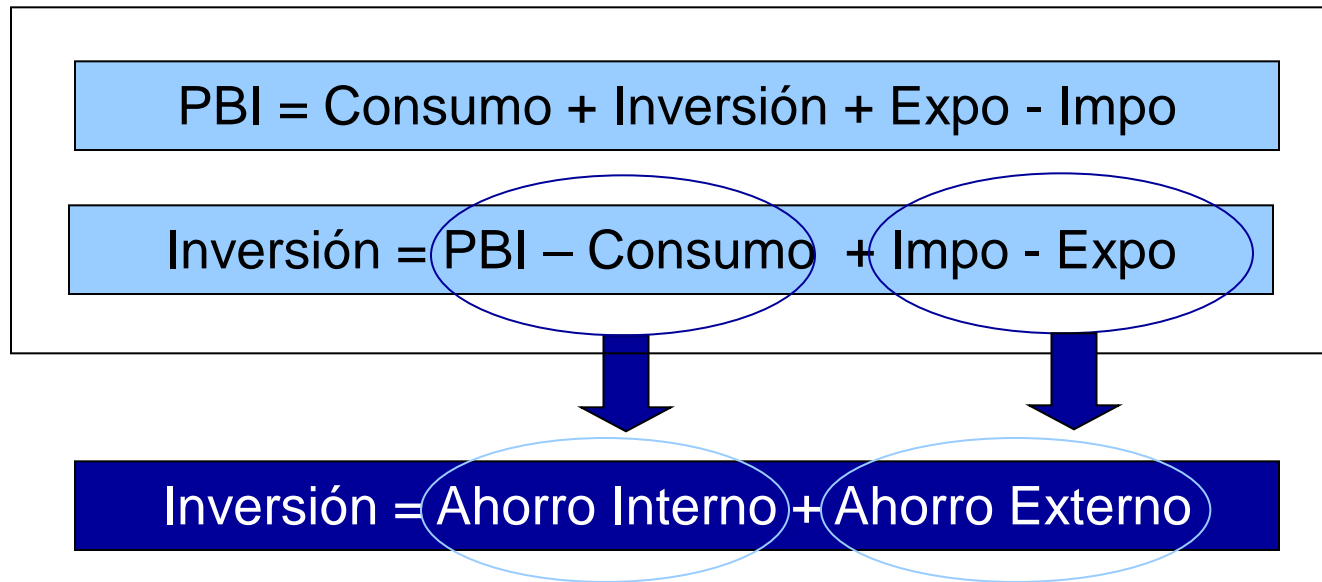 PBI = Consumo + Inversión + Expo - Impo
Inversión = PBI – Consumo + Impo - Expo
Inversión = Ahorro Interno + Ahorro Externo